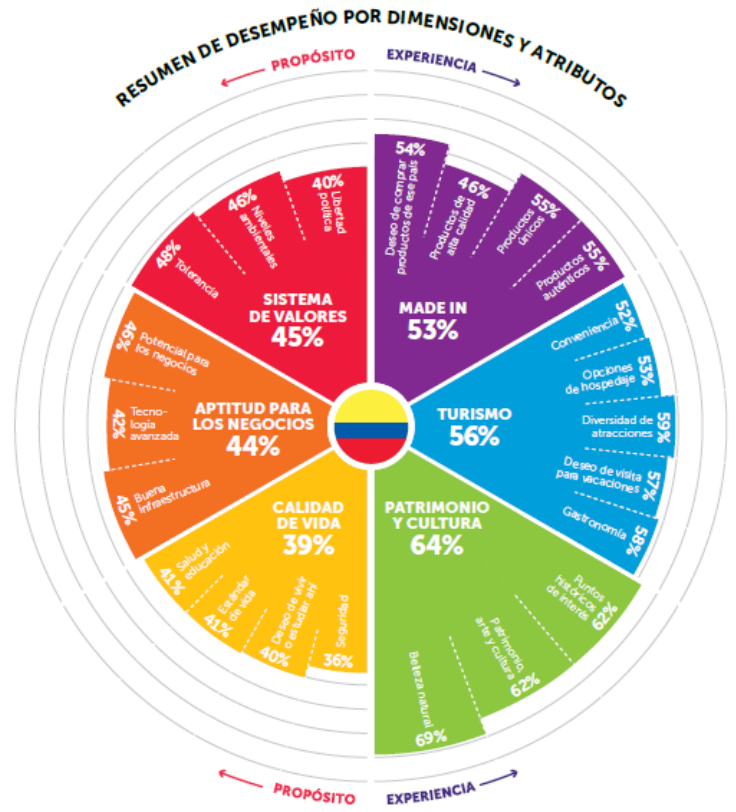 RESUMEN DE DESEMPEÑO POR DIMENSIONES Y ATRIBUTOS
PROPÓSITO
EXPERIENCIA
SISTEMA
DE VALORES
45%
48%
Tolerancia
46%
Niveles
ambientales
40%
Libertad
política
MADE IN
53%
54%
Deseo de comprar
productos de ese país
46%
Productos de
alta calidad
55%
Productos
únicos
55%
Productos
auténticos
TURISMO
56%
52%
Conveniencia
53%
Opciones
de hospedaje
59%
Diversidad de
atracciones
57%
Deseo de visita
para vacaciones
58%
Gastronomía
PATRIMONIO
Y CULTURA
64%
62%
Puntos
históricos
de interés
62%
Patrimonio,
arte y cultura
69%
Belleza natural
CALIDAD
DE VIDA
39%
36%
Seguridad
40%
Deseo de vivir
o estudiar ahí
41%
Estándar
de vida
41%
Salud y
educación
APTITUD PARA
LOS NEGOCIOS
44%
45%
Buena
infraestructura
42%
Tecno-
logía
avanzada
46%
Potencial para
los negocios
PROPÓSITO
EXPERIENCIA